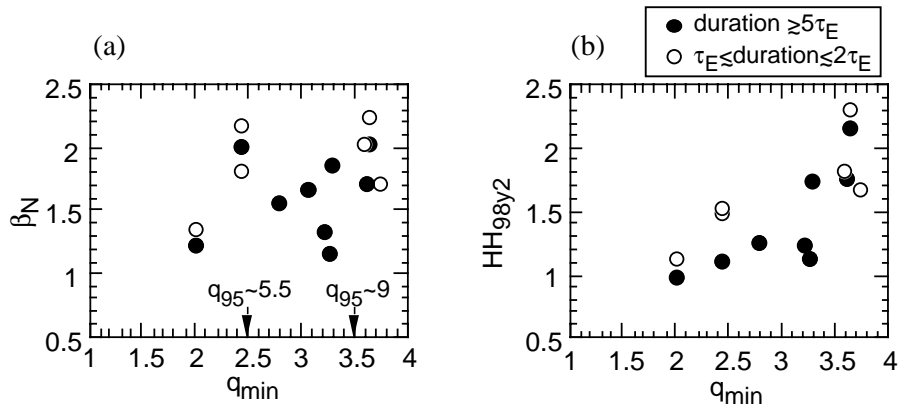 (a)
(b)
● duration ≳5τE
○ τE≲duration≲2τE
2.5
2
1.5
1
0.5
βN
q95~5.5
q95~9
1 1.5 2 2.5 3 3.5 4
qmin
2.5
2
1.5
1
0.5
HH98y2
1 1.5 2 2.5 3 3.5 4
qmin